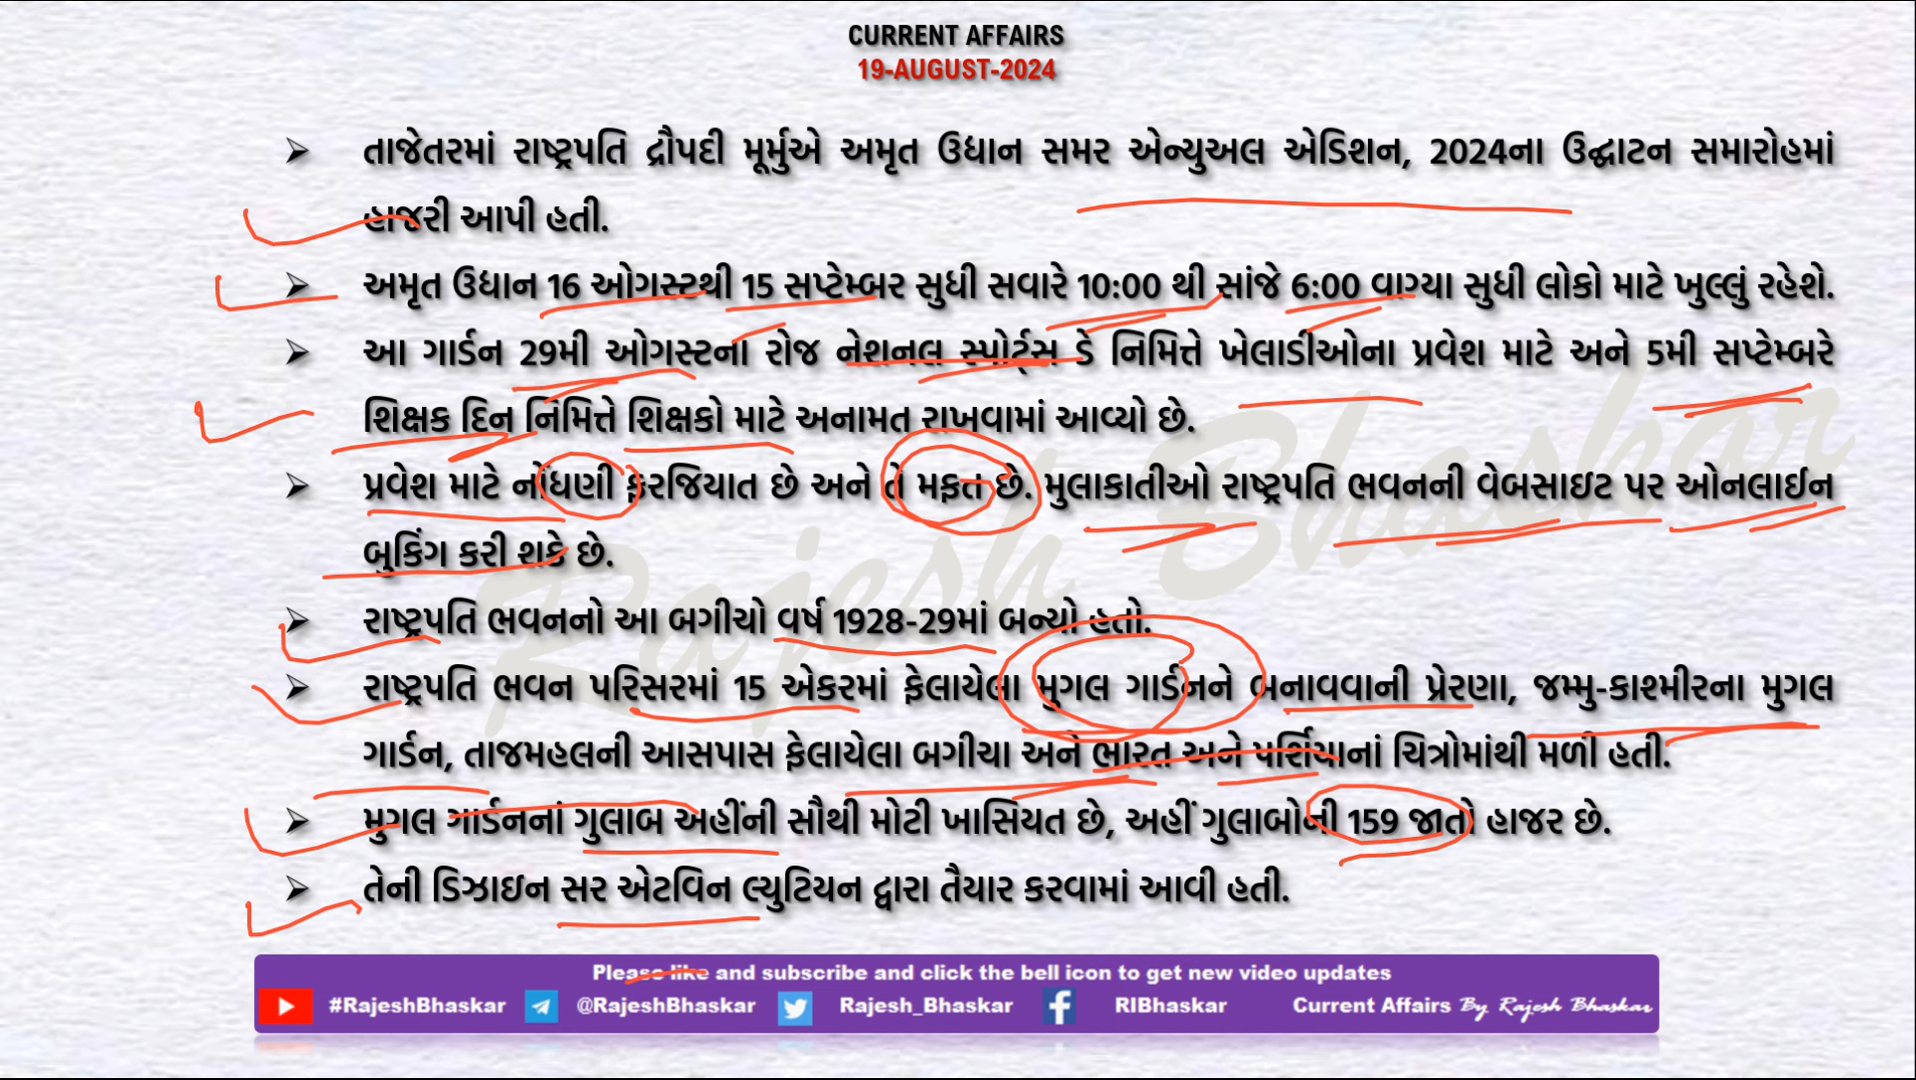 CURRENT AFFAIRS
19-AUGUST-2024
➢ તાજેતરમાં રાષ્ટ્રપતિ દ્રૌપદી મૂર્મુએ અમૃત ઉદ્યાન સમર એન્યુઅલ એડિશન, 2024ના ઉદ્ઘાટન સમારોહમાં
હાજરી આપી હતી.
➢ અમૃત ઉદ્યાન 16 ઓગસ્ટથી 15 સપ્ટેમ્બર સુધી સવારે 10:00 થી સાંજે 6:00 વાગ્યા સુધી લોકો માટે ખુલ્લું રહેશે.
➢ આ ગાર્ડન 29મી ઓગસ્ટના રોજ નેશનલ સ્પોર્ટ્સ ડે નિમિત્તે ખેલાડીઓના પ્રવેશ માટે અને 5મી સપ્ટેમ્બરે
શિક્ષક દિન નિમિત્તે શિક્ષકો માટે અનામત રાખવામાં આવ્યો છે.
➢ પ્રવેશ માટે નોંધણી ફરજિયાત છે અને તે મફત છે. મુલાકાતીઓ રાષ્ટ્રપતિ ભવનની વેબસાઇટ પર ઓનલાઈન
બુકિંગ કરી શકે છે.
➢ રાષ્ટ્રપતિ ભવનનો આ બગીચો વર્ષ 1928-29માં બન્યો હતો.
➢ રાષ્ટ્રપતિ ભવન પરિસરમાં 15 એકરમાં ફેલાયેલા મુગલ ગાર્ડનને બનાવવાની પ્રેરણા, જમ્મુ-કાશ્મીરના મુગલ
ગાર્ડન, તાજમહલની આસપાસ ફેલાયેલા બગીચા અને ભારત અને પર્શિયાનાં ચિત્રોમાંથી મળી હતી.
➢ મુગલ ગાર્ડનનાં ગુલાબ અહીંની સૌથી મોટી ખાસિયત છે, અહીં ગુલાબોની 159 જાતો હાજર છે.
➢ તેની ડિઝાઇન સર એટવિન લ્યુટિયન દ્વારા તૈયાર કરવામાં આવી હતી.
Rajesh Bhaskar
Please like and subscribe and click the bell icon to get new video updates
#RajeshBhaskar @RajeshBhaskar Rajesh_Bhaskar RIBhaskar Current Affairs By Rajesh Bhaskar